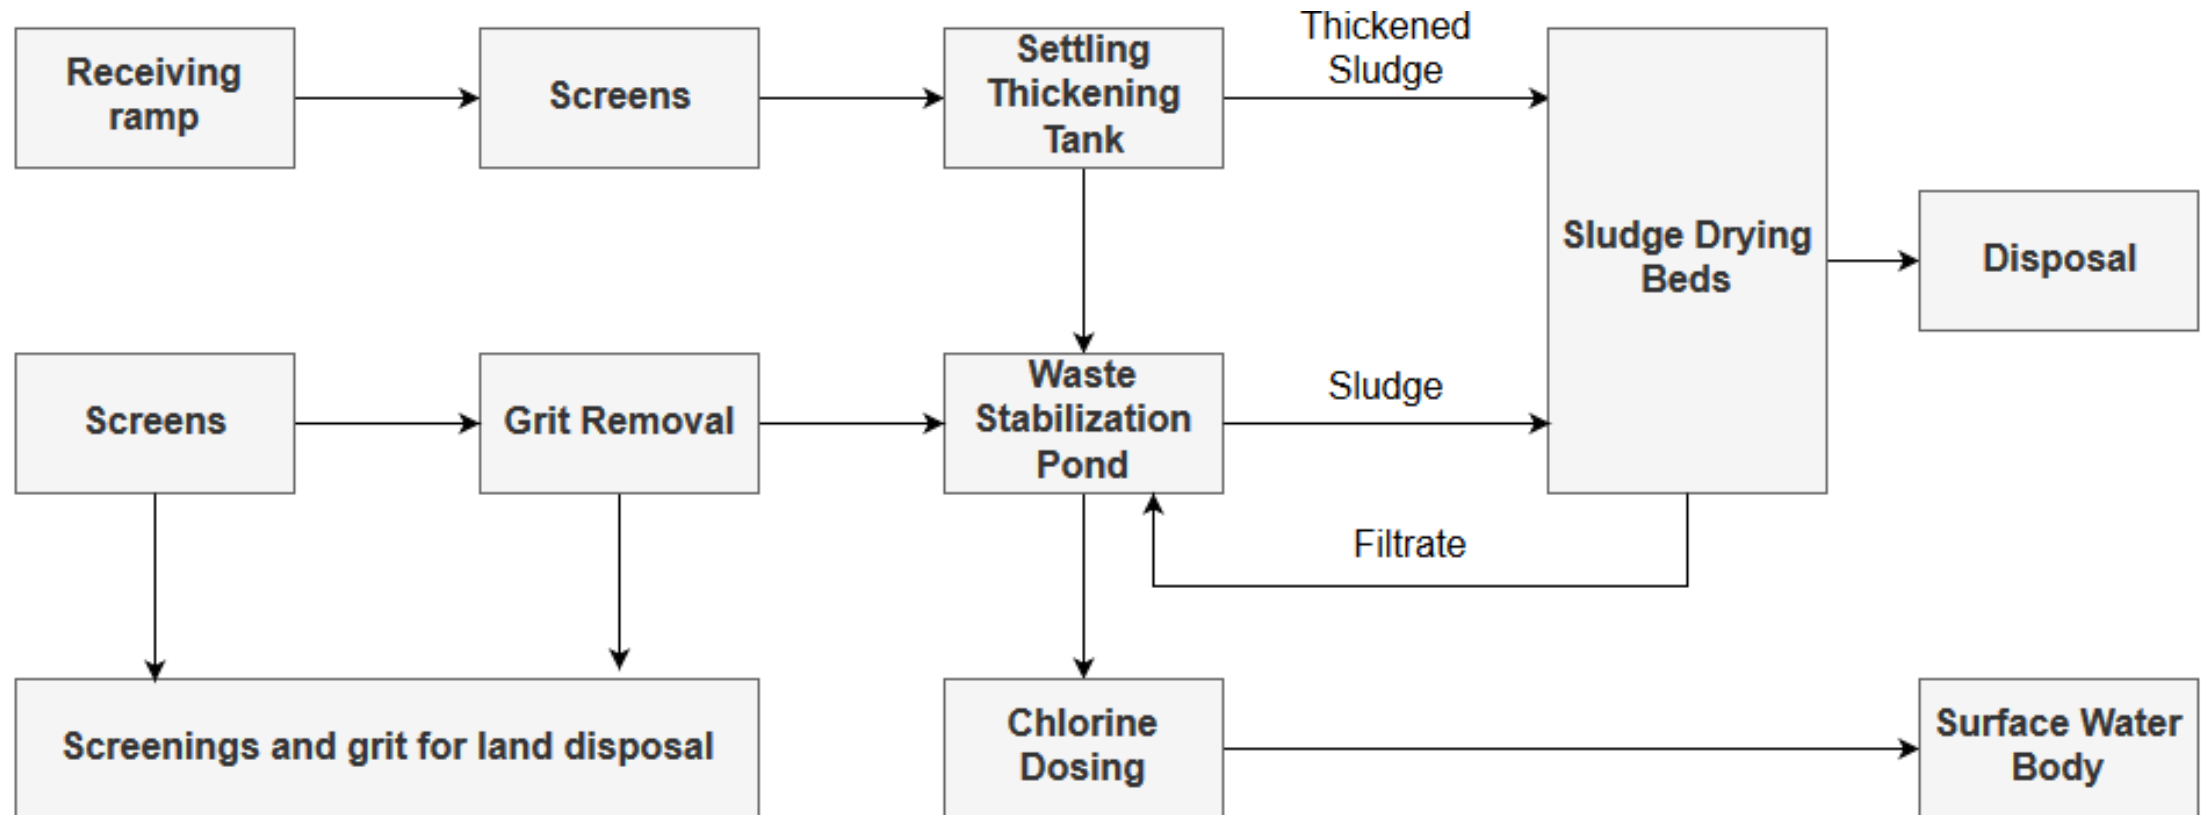 Receiving
ramp
Screens
Settling
Thickening
Tank
Thickened
Sludge
Sludge Drying
Beds
Disposal
Screens
Grit Removal
Waste
Stabilization
Pond
Sludge
Filtrate
Screenings and grit for land disposal
Chlorine
Dosing
Surface Water
Body